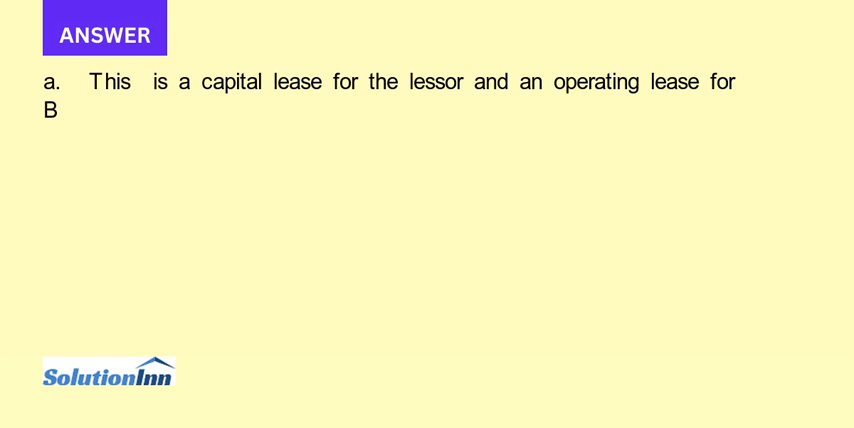 ANSWER
a. This is a capital lease for the lessor and an operating lease for
B
SolutionInn